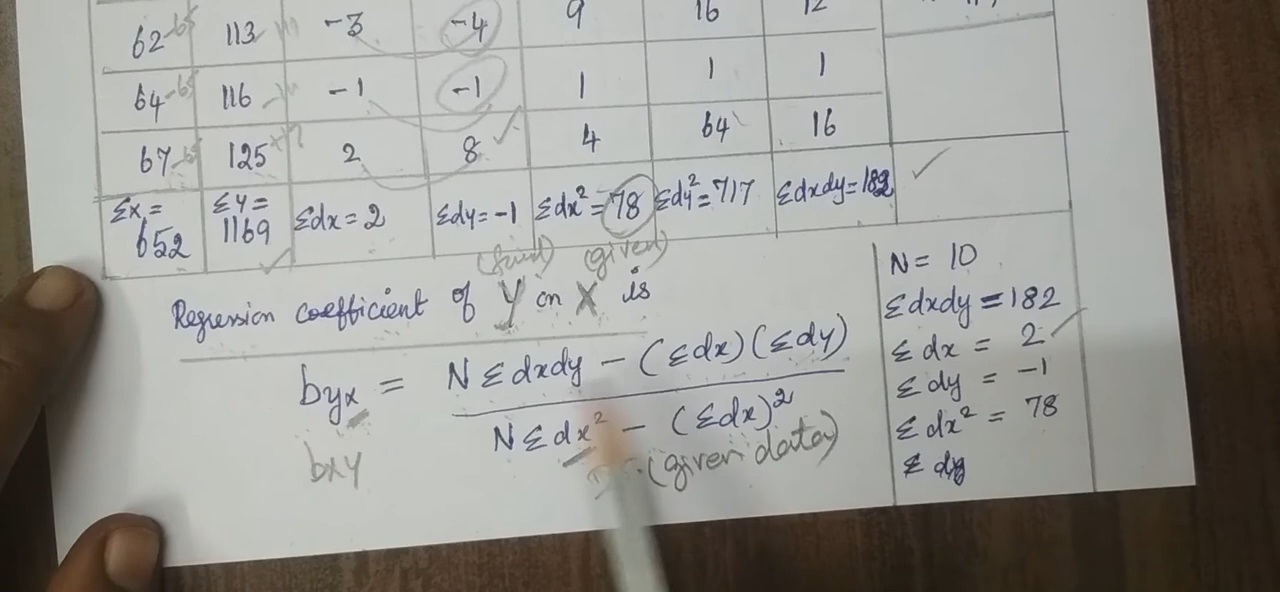 62-65 113 -3 -4 9 16 12
64-65 116 -1 -1 1 1 1
67-65 125 2 8 4 64 16
Σx = 652 ΣY = 1169 Σdx = 2 Σdy = -1 Σdx² = 78 Σdy² = 717 Σdxdy = 182
(find) (given)
Regression coefficient of Y on X is
byx = NΣdxdy - (Σdx)(Σdy)
NΣdx² - (Σdx)²
bxy (given data)
N = 10
Σdxdy = 182
Σdx = 2
Σdy = -1
Σdx² = 78
Σdy